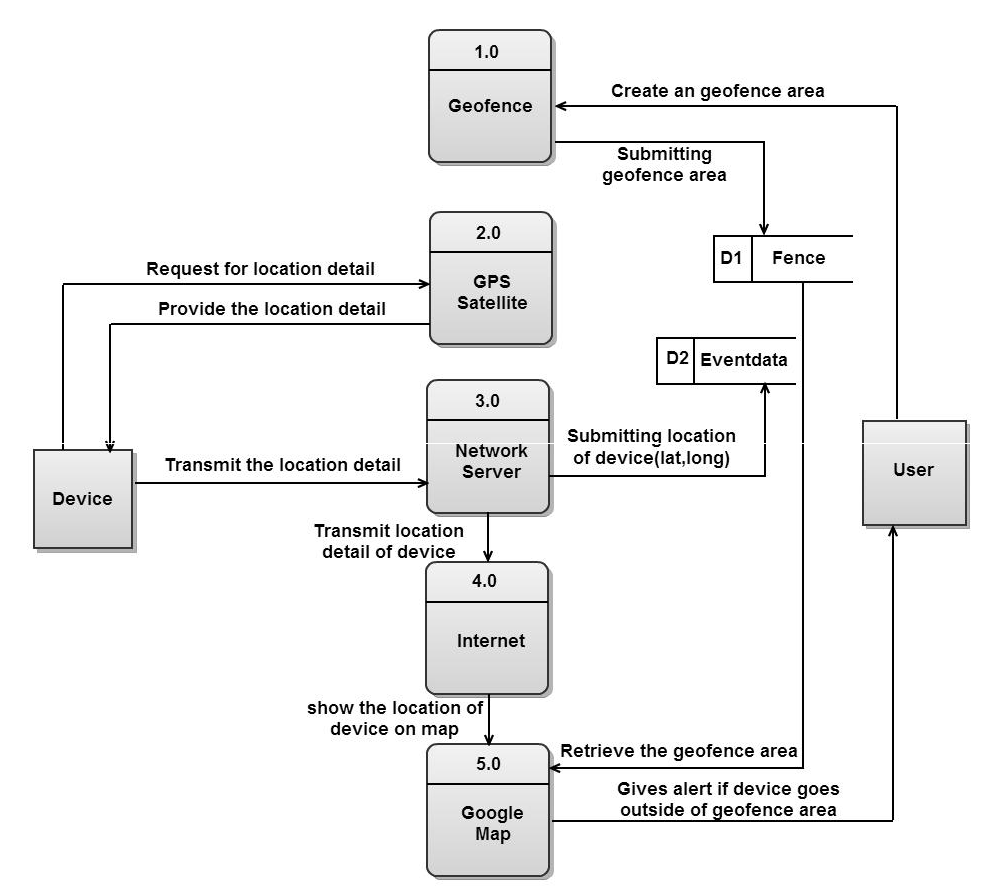 1.0
Geofence
Create an geofence area
Submitting
geofence area
2.0
GPS
Satellite
Request for location detail
Provide the location detail
D1
Fence
D2
Eventdata
3.0
Network
Server
Submitting location
of device(lat,long)
User
Transmit the location detail
Device
Transmit location
detail of device
4.0
Internet
show the location of
device on map
5.0
Google
Map
Retrieve the geofence area
Gives alert if device goes
outside of geofence area